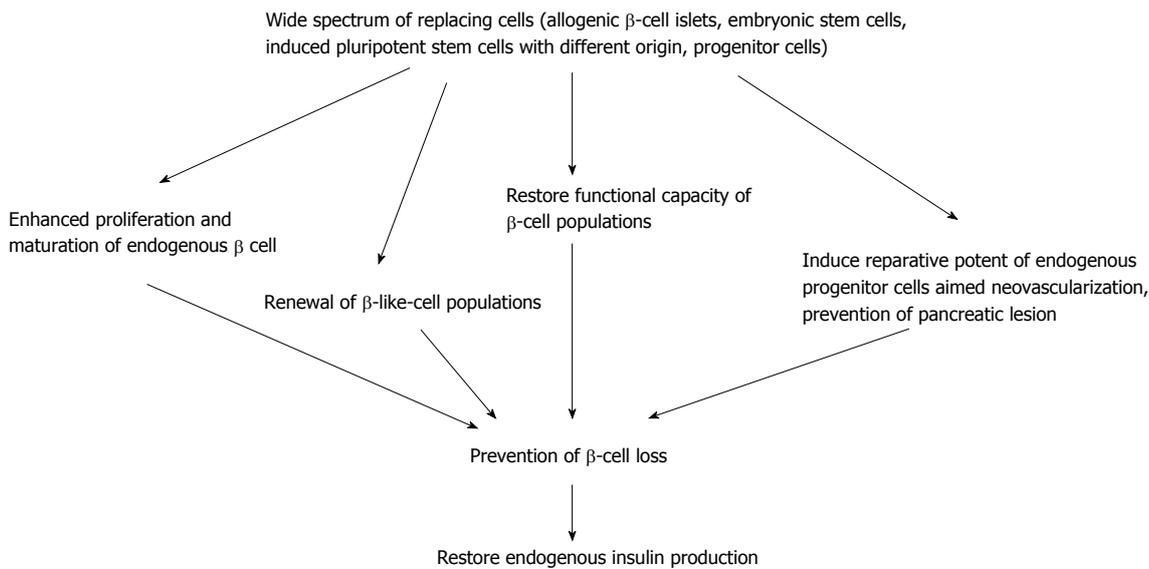 Wide spectrum of replacing cells (allogenic β-cell islets, embryonic stem cells,
induced pluripotent stem cells with different origin, progenitor cells)
Enhanced proliferation and
maturation of endogenous β cell
Renewal of β-like-cell populations
Restore functional capacity of
β-cell populations
Induce reparative potent of endogenous
progenitor cells aimed neovascularization,
prevention of pancreatic lesion
Prevention of β-cell loss
Restore endogenous insulin production